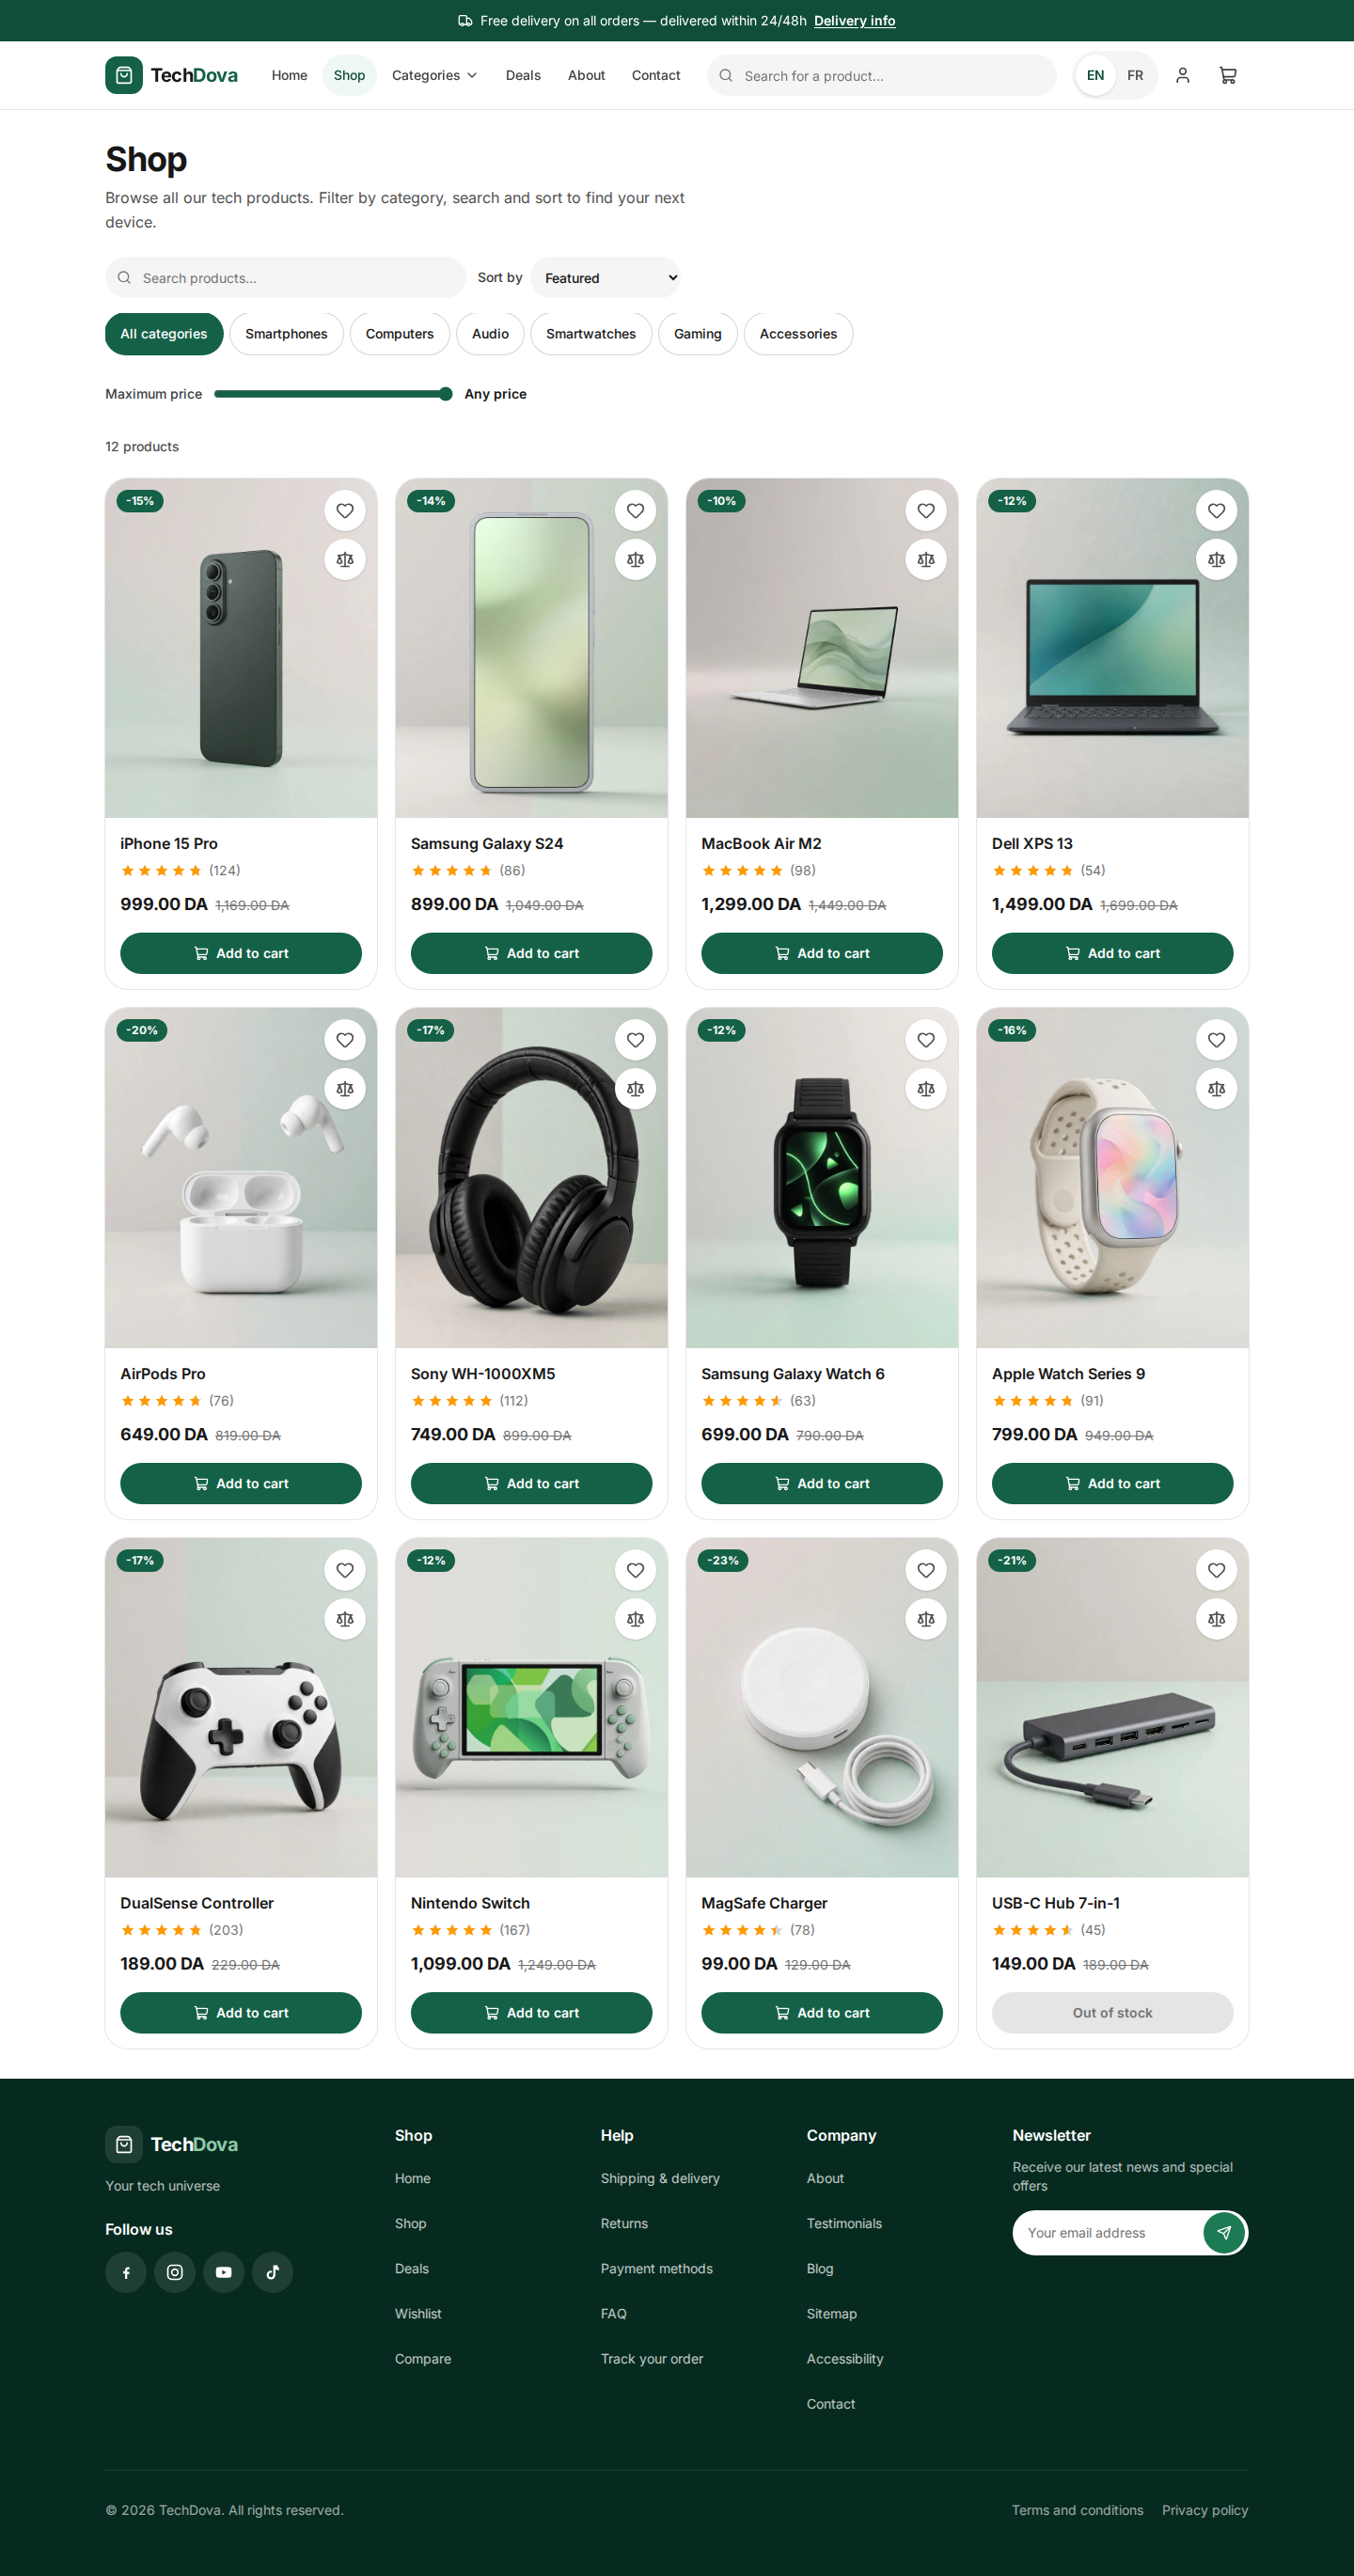 Free delivery on all orders — delivered within 24/48h Delivery info
TechDova
Home
Shop
Categories
Deals
About
Contact
Search for a product...
EN
FR
Shop
Browse all our tech products. Filter by category, search and sort to find your next
device.
Search products...
Sort by
Featured
All categories
Smartphones
Computers
Audio
Smartwatches
Gaming
Accessories
Maximum price
Any price
12 products
-15%
iPhone 15 Pro
(124)
999.00 DA 1,169.00 DA
Add to cart
-14%
Samsung Galaxy S24
(86)
899.00 DA 1,049.00 DA
Add to cart
-10%
MacBook Air M2
(98)
1,299.00 DA 1,449.00 DA
Add to cart
-12%
Dell XPS 13
(54)
1,499.00 DA 1,699.00 DA
Add to cart
-20%
AirPods Pro
(76)
649.00 DA 819.00 DA
Add to cart
-17%
Sony WH-1000XM5
(112)
749.00 DA 899.00 DA
Add to cart
-12%
Samsung Galaxy Watch 6
(63)
699.00 DA 790.00 DA
Add to cart
-16%
Apple Watch Series 9
(91)
799.00 DA 949.00 DA
Add to cart
-17%
DualSense Controller
(203)
189.00 DA 229.00 DA
Add to cart
-12%
Nintendo Switch
(167)
1,099.00 DA 1,249.00 DA
Add to cart
-23%
MagSafe Charger
(78)
99.00 DA 129.00 DA
Add to cart
-21%
USB-C Hub 7-in-1
(45)
149.00 DA 189.00 DA
Out of stock
TechDova
Your tech universe
Follow us
Shop
Home
Shop
Deals
Wishlist
Compare
Help
Shipping & delivery
Returns
Payment methods
FAQ
Track your order
Company
About
Testimonials
Blog
Sitemap
Accessibility
Contact
Newsletter
Receive our latest news and special
offers
Your email address
© 2026 TechDova. All rights reserved.
Terms and conditions
Privacy policy